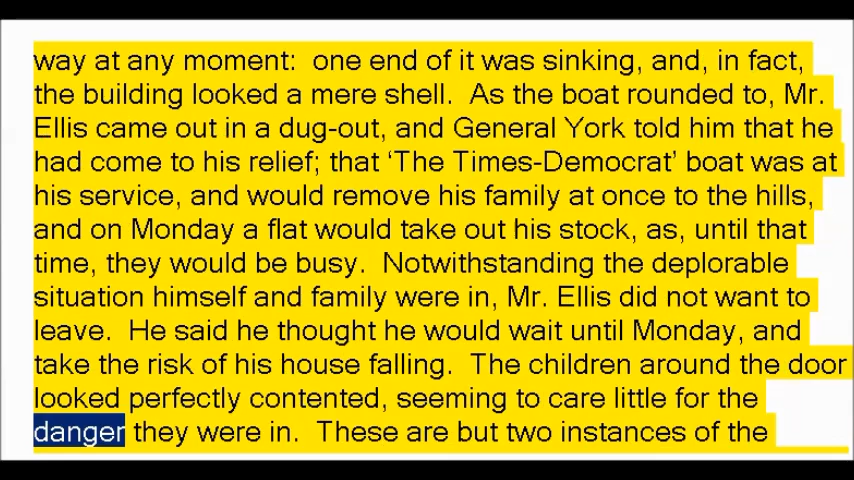 way at any moment:  one end of it was sinking, and, in fact,
the building looked a mere shell.  As the boat rounded to, Mr.
Ellis came out in a dug-out, and General York told him that he
had come to his relief; that ‘The Times-Democrat’ boat was at
his service, and would remove his family at once to the hills,
and on Monday a flat would take out his stock, as, until that
time, they would be busy.  Notwithstanding the deplorable
situation himself and family were in, Mr. Ellis did not want to
leave.  He said he thought he would wait until Monday, and
take the risk of his house falling.  The children around the door
looked perfectly contented, seeming to care little for the
danger they were in.  These are but two instances of the